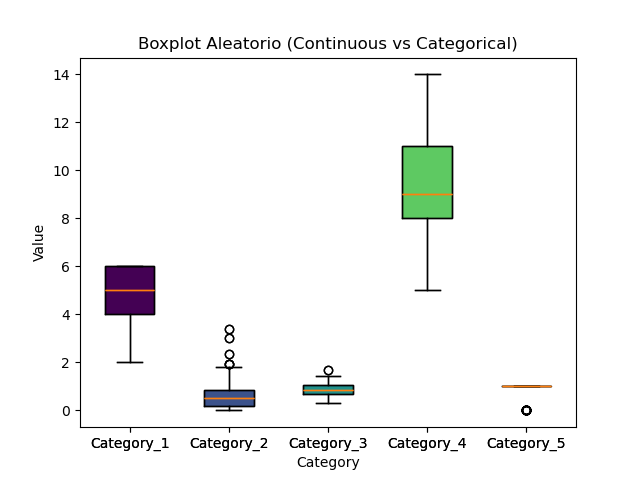 Boxplot Aleatorio (Continuous vs Categorical)
14
12
10
8
6
4
2
0
Value
Category_1 Category_2 Category_3 Category_4 Category_5
Category